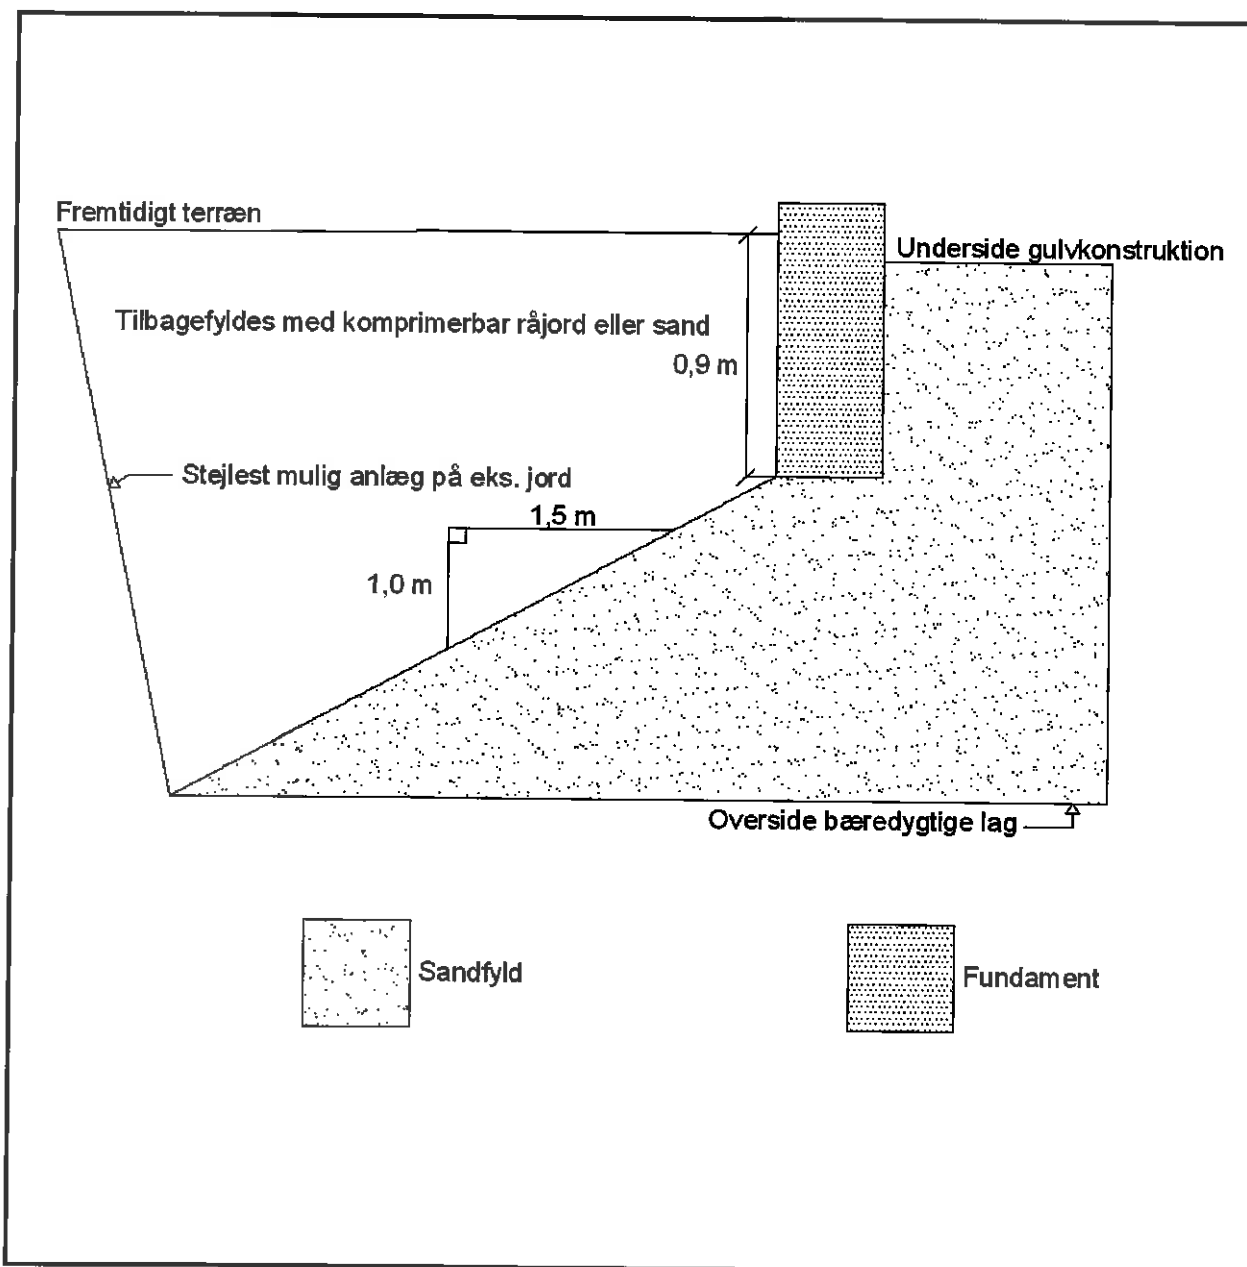 Fremtidigt terræn
Underside gulvkonstruktion
Tilbagefyldes med komprimerbar råjord eller sand
0,9 m
Stejlest mulig anlæg på eks. jord
1,5 m
1,0 m
Overside bæredygtige lag
Sandfyld
Fundament